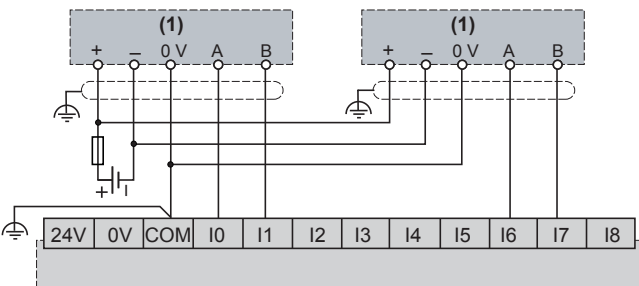 (1) (1)
+ – 0 V A B + – 0 V A B
+ I
24V 0V COM I0 I1 I2 I3 I4 I5 I6 I7 I8